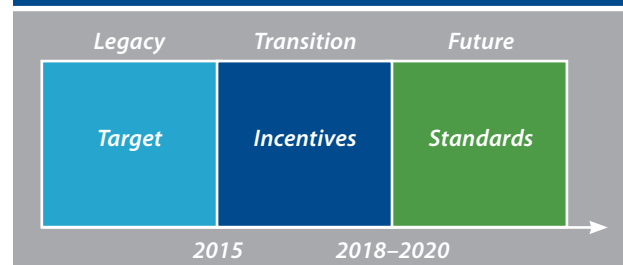 Legacy Transition Future
Target Incentives Standards
2015 2018–2020